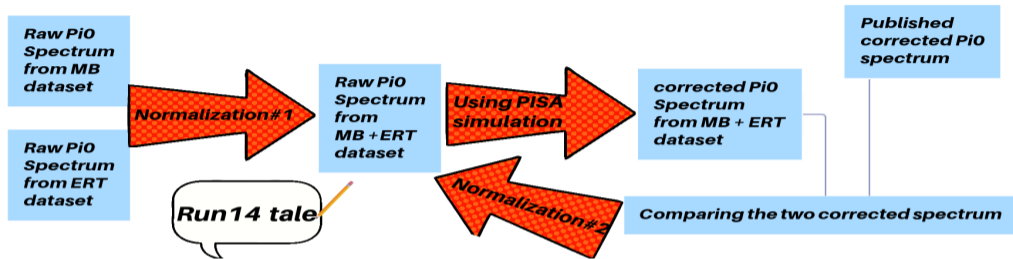 Raw Pi0
Spectrum
from MB
dataset
Raw Pi0
Spectrum
from ERT
dataset
Normalization#1
Run14 tale
Raw Pi0
Spectrum
from
MB +ERT
dataset
Using PISA
simulation
Normalization#2
corrected Pi0
Spectrum
from MB + ERT
dataset
Published
corrected Pi0
spectrum
Comparing the two corrected spectrum